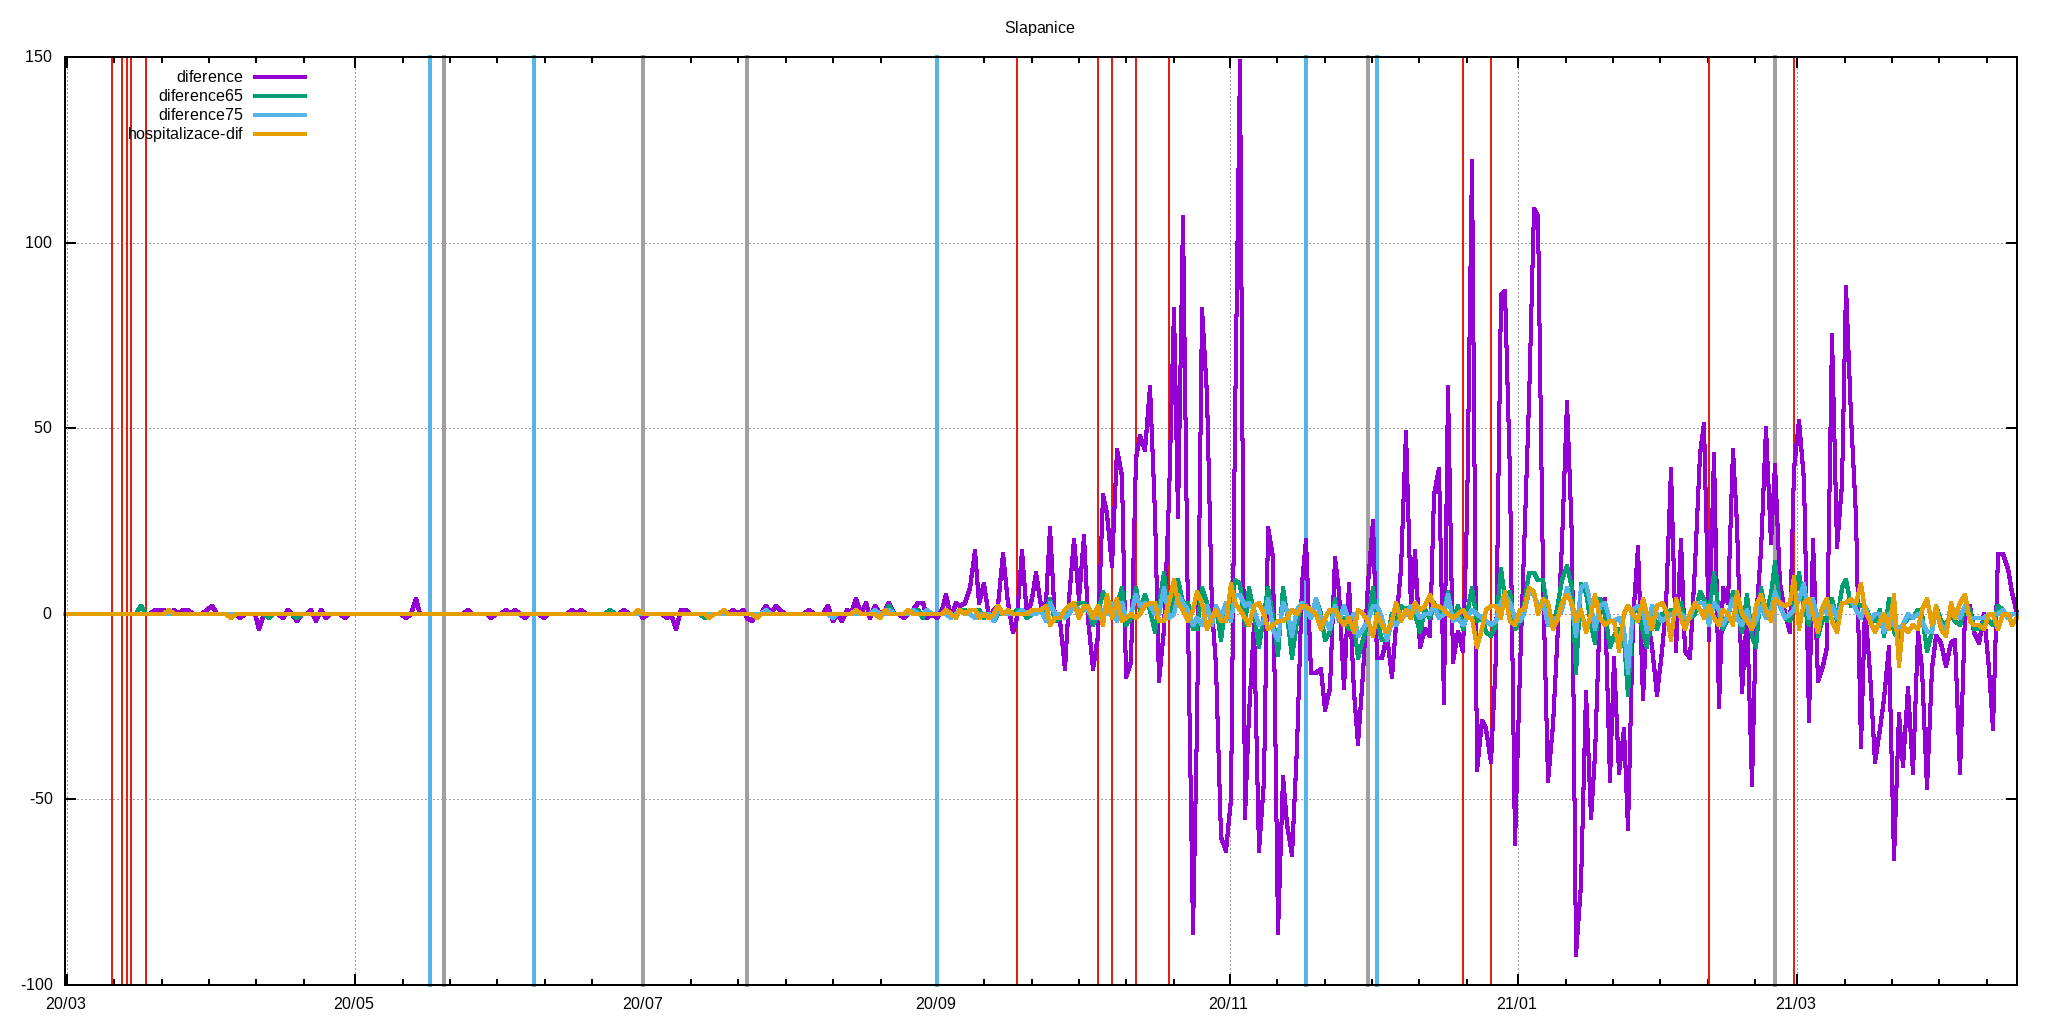 Slapanice
150
100
50
0
-50
-100
diference
diference65
diference75
hospitalizace-dif
20/03 20/05 20/07 20/09 20/11 21/01 21/03